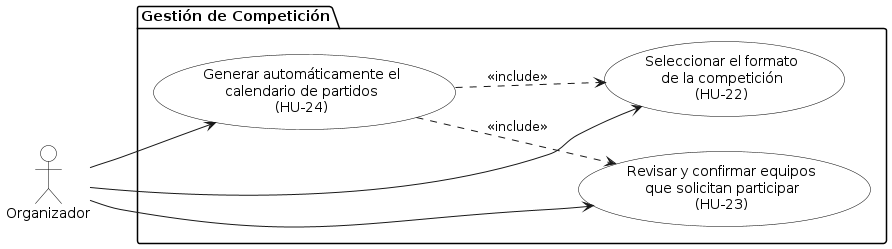 Gestión de Competición
Generar automáticamente el
calendario de partidos
(HU-24)
«include»
Seleccionar el formato
de la competición
(HU-22)
«include»
Revisar y confirmar equipos
que solicitan participar
(HU-23)
Organizador